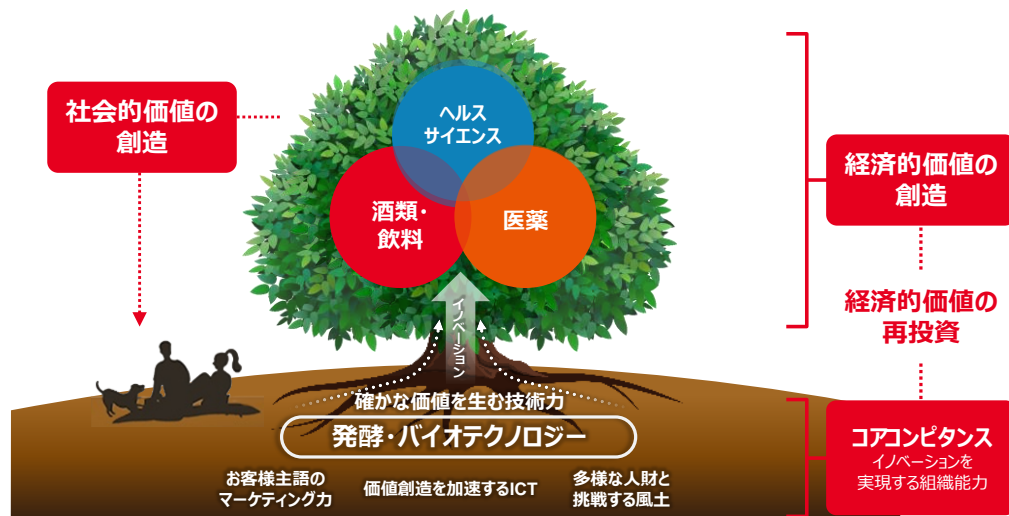 社会的価値の
創造
ヘルス
サイエンス
酒類・
飲料
医薬
イノベーション
経済的価値の
創造
経済的価値の
再投資
確かな価値を生む技術力
発酵・バイオテクノロジー
お客様主語の
マーケティング力
価値創造を加速するICT
多様な人財と
挑戦する風土
コアコンピタンス
イノベーションを
実現する組織能力